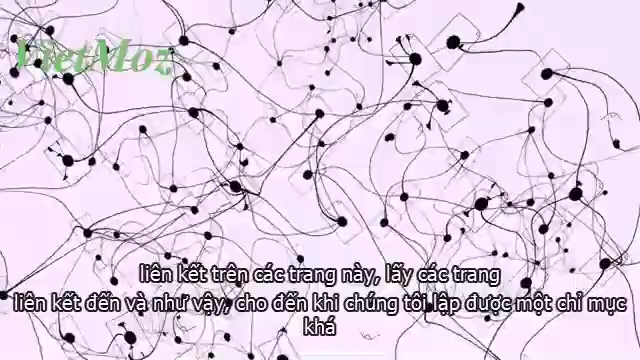 VietMoz
liên kết trên các trang này, lấy các trang
liên kết đến và như vậy, cho đến khi chúng tôi lập được một chỉ mục
khá